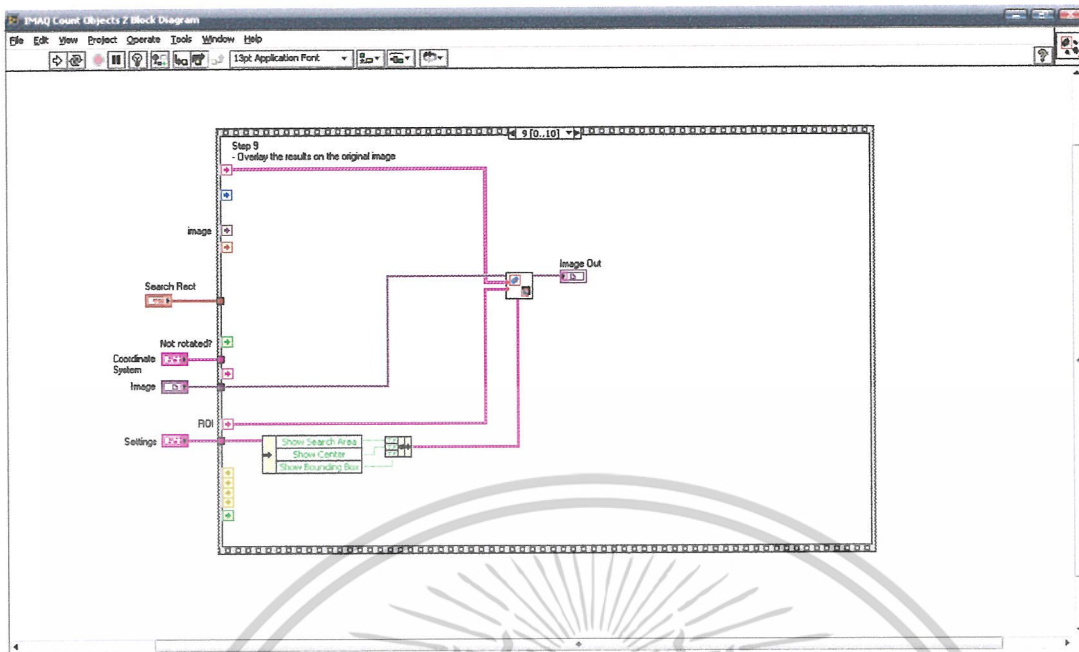 IMAQ Count Objects 2 Block Diagram
File Edit View Project Operate Tools Window Help
13pt Application Font
9 [0..10]
Step 9
- Overlay the results on the original image
image
Image Out
Search Rect
Not rotated?
Coordinate
System
Image
ROI
Settings
Show Search Area
Show Center
Show Bounding Box